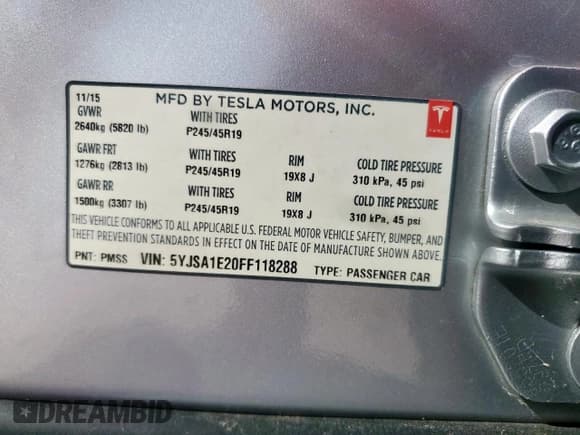 11/15 MFD BY TESLA MOTORS, INC.
GVWR WITH TIRES
2640kg (5820 lb) P245/45R19
TESLA
GAWR FRT WITH TIRES RIM COLD TIRE PRESSURE
1276kg (2813 lb) P245/45R19 19X8 J 310 kPa, 45 psi
GAWR RR WITH TIRES RIM COLD TIRE PRESSURE
1500kg (3307 lb) P245/45R19 19X8 J 310 kPa, 45 psi
THIS VEHICLE CONFORMS TO ALL APPLICABLE U.S. FEDERAL MOTOR VEHICLE SAFETY, BUMPER, AND
THEFT PREVENTION STANDARDS IN EFFECT ON THE DATE OF MANUFACTURE SHOWN ABOVE.
PNT: PMSS VIN: 5YJSA1E20FF118288 TYPE: PASSENGER CAR
DREAMBID